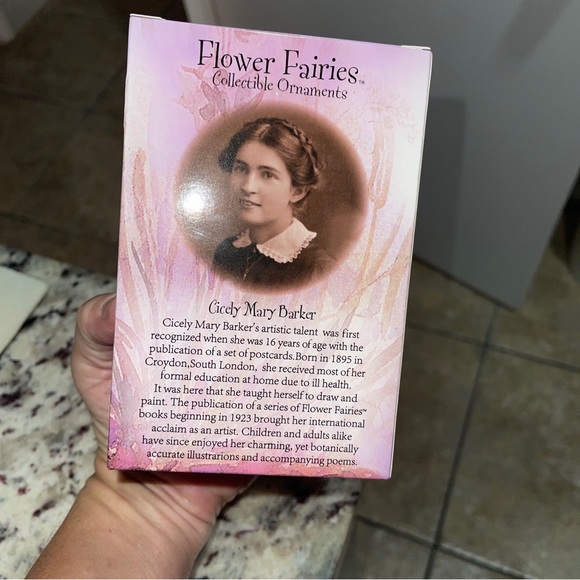 Flower Fairies™
Collectible Ornaments
Cicely Mary Barker
Cicely Mary Barker's artistic talent was first
recognized when she was 16 years of age with the
publication of a set of postcards.Born in 1895 in
Croydon,South London, she received most of her
formal education at home due to ill health.
It was here that she taught herself to draw and
paint. The publication of a series of Flower Fairies™
books beginning in 1923 brought her international
acclaim as an artist. Children and adults alike
have since enjoyed her charming, yet botanically
accurate illustrarions and accompanying poems.